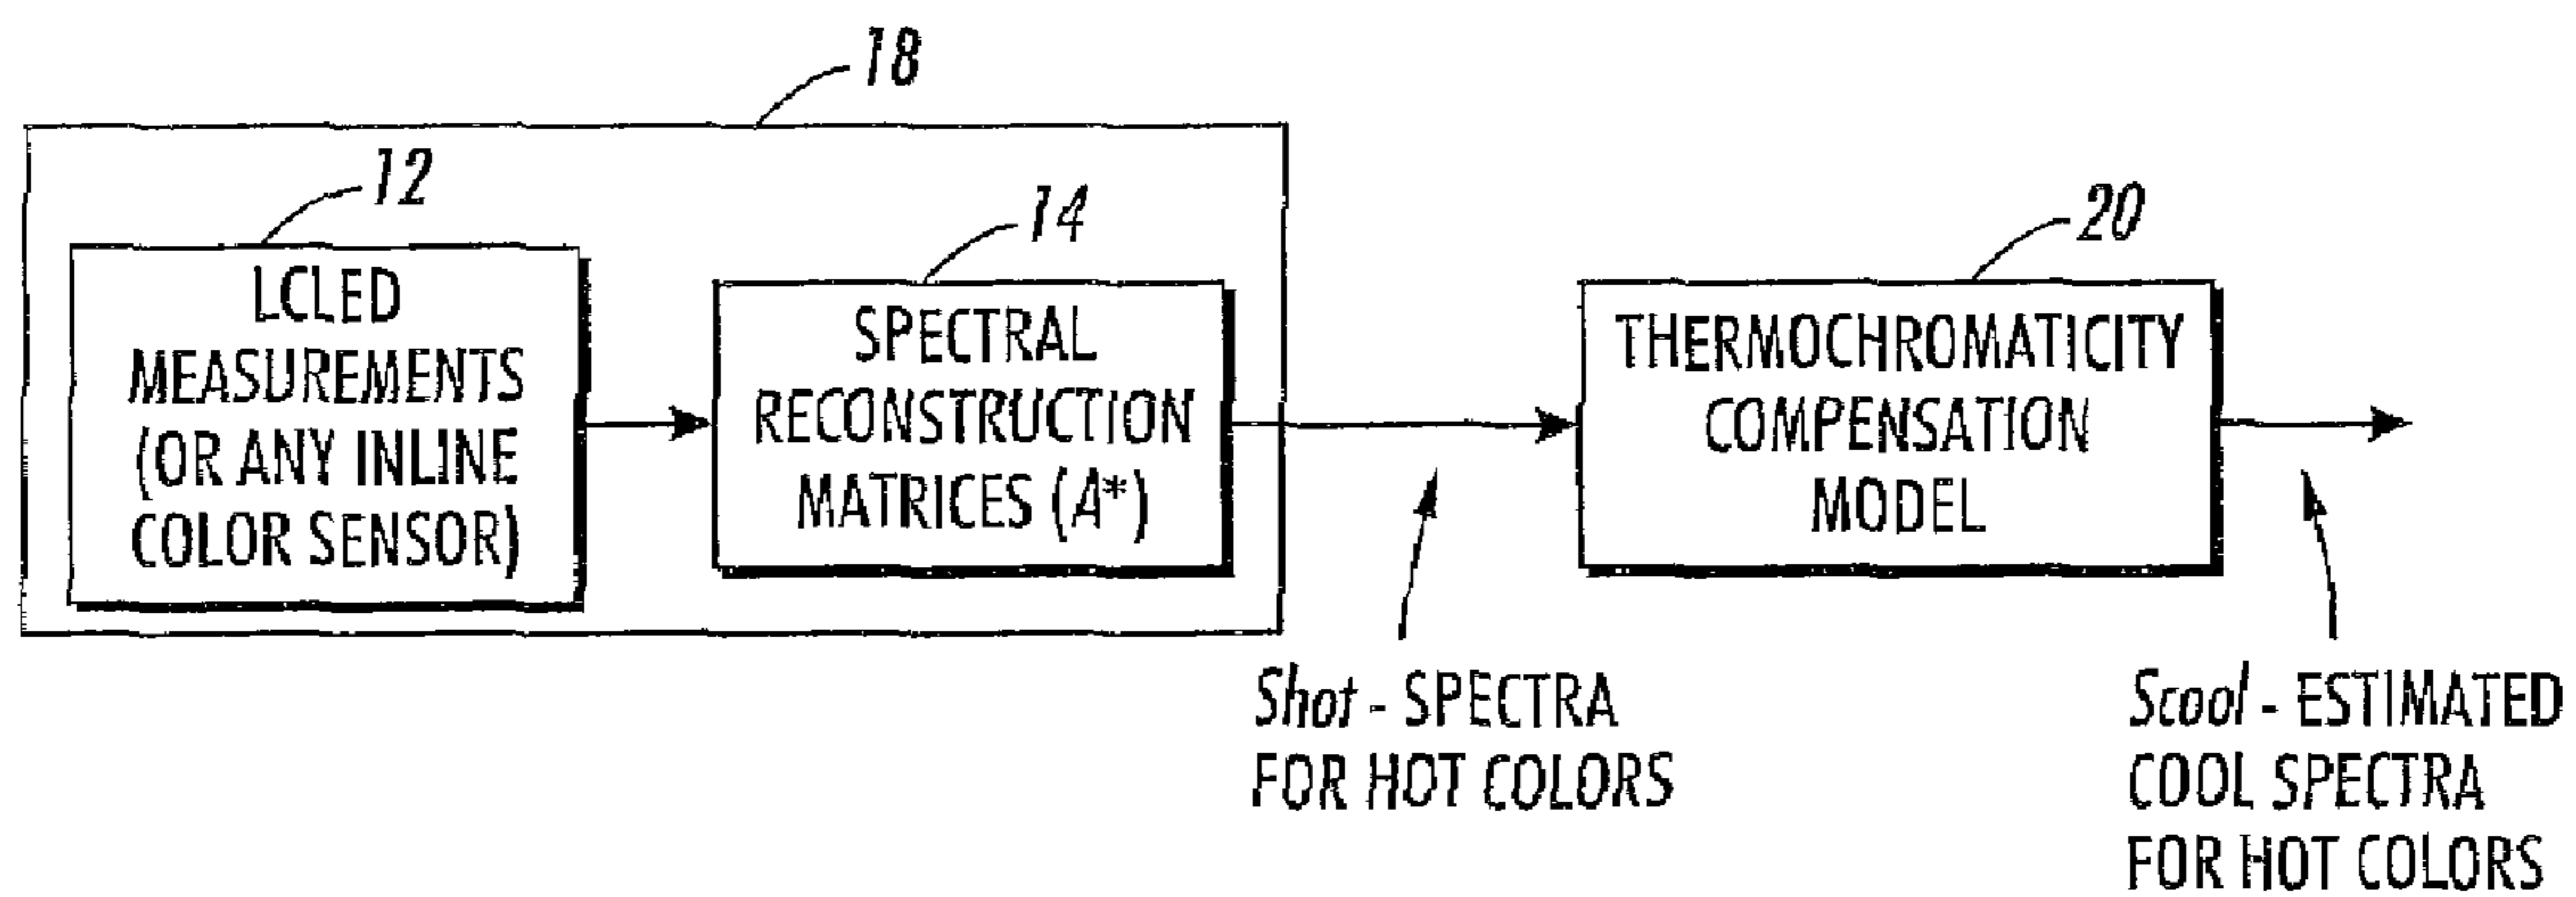 18
12
LCLED
MEASUREMENTS
(OR ANY INLINE
COLOR SENSOR)
14
SPECTRAL
RECONSTRUCTION
MATRICES (A*)
20
THERMOCHROMATICITY
COMPENSATION
MODEL
Shot - SPECTRA
FOR HOT COLORS
Scool - ESTIMATED
COOL SPECTRA
FOR HOT COLORS